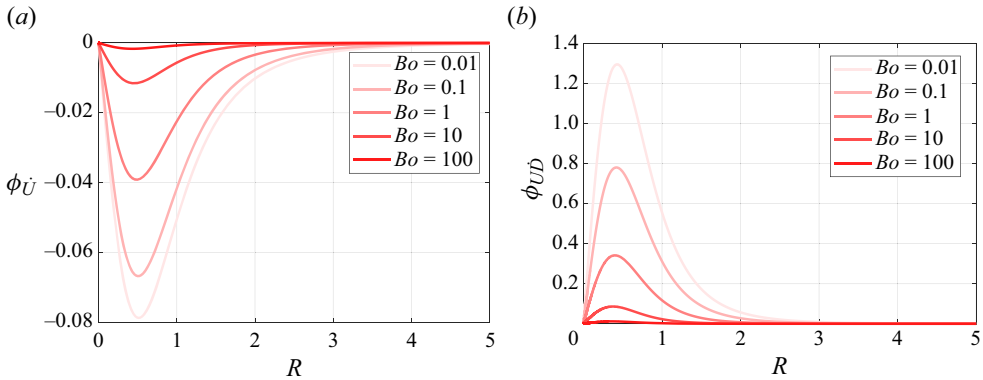 (a)
0
−0.02
−0.04
−0.06
−0.08
ϕU̇
0 1 2 3 4 5
R
Bo = 0.01
Bo = 0.1
Bo = 1
Bo = 10
Bo = 100
(b)
1.4
1.2
1.0
0.8
0.6
0.4
0.2
0
ϕUḊ
0 1 2 3 4 5
R
Bo = 0.01
Bo = 0.1
Bo = 1
Bo = 10
Bo = 100